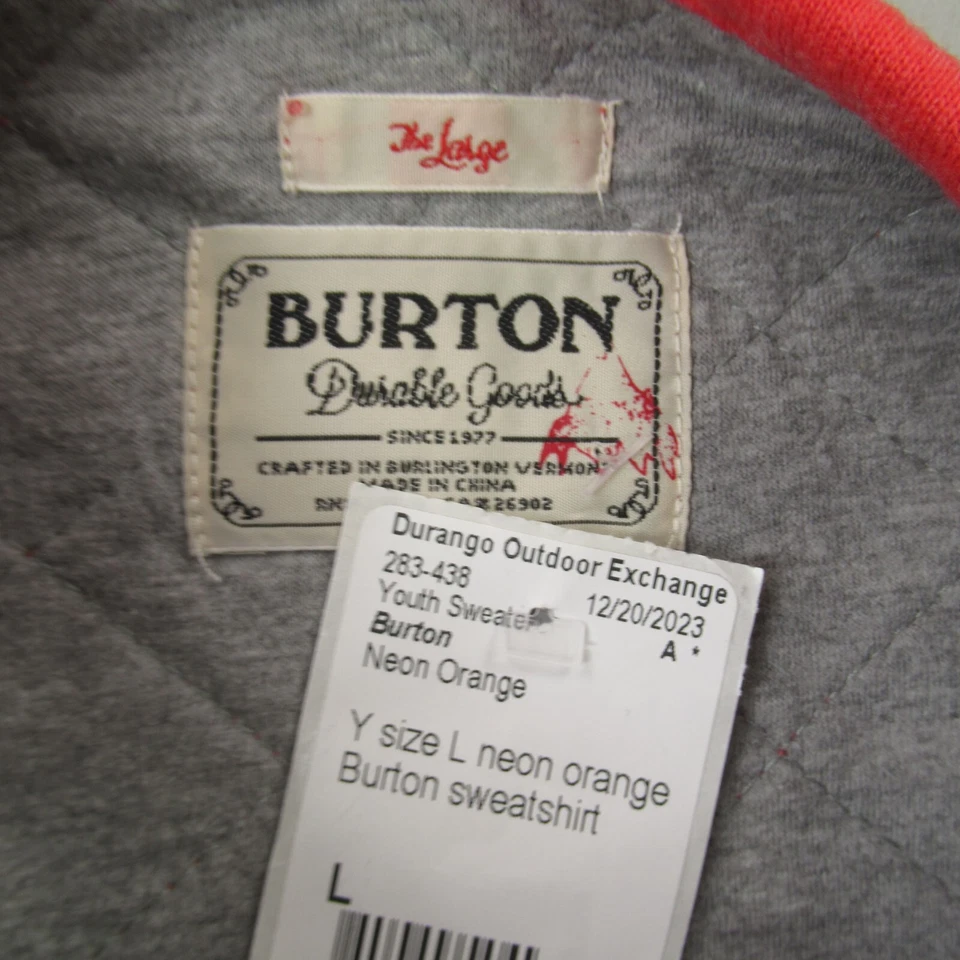 The Large
BURTON
Durable Goods
SINCE 1977
CRAFTED IN BURLINGTON VERMONT
MADE IN CHINA
26902
Durango Outdoor Exchange
283-438 12/20/2023
Youth Sweater
Burton A *
Neon Orange
Y size L neon orange
Burton sweatshirt
L